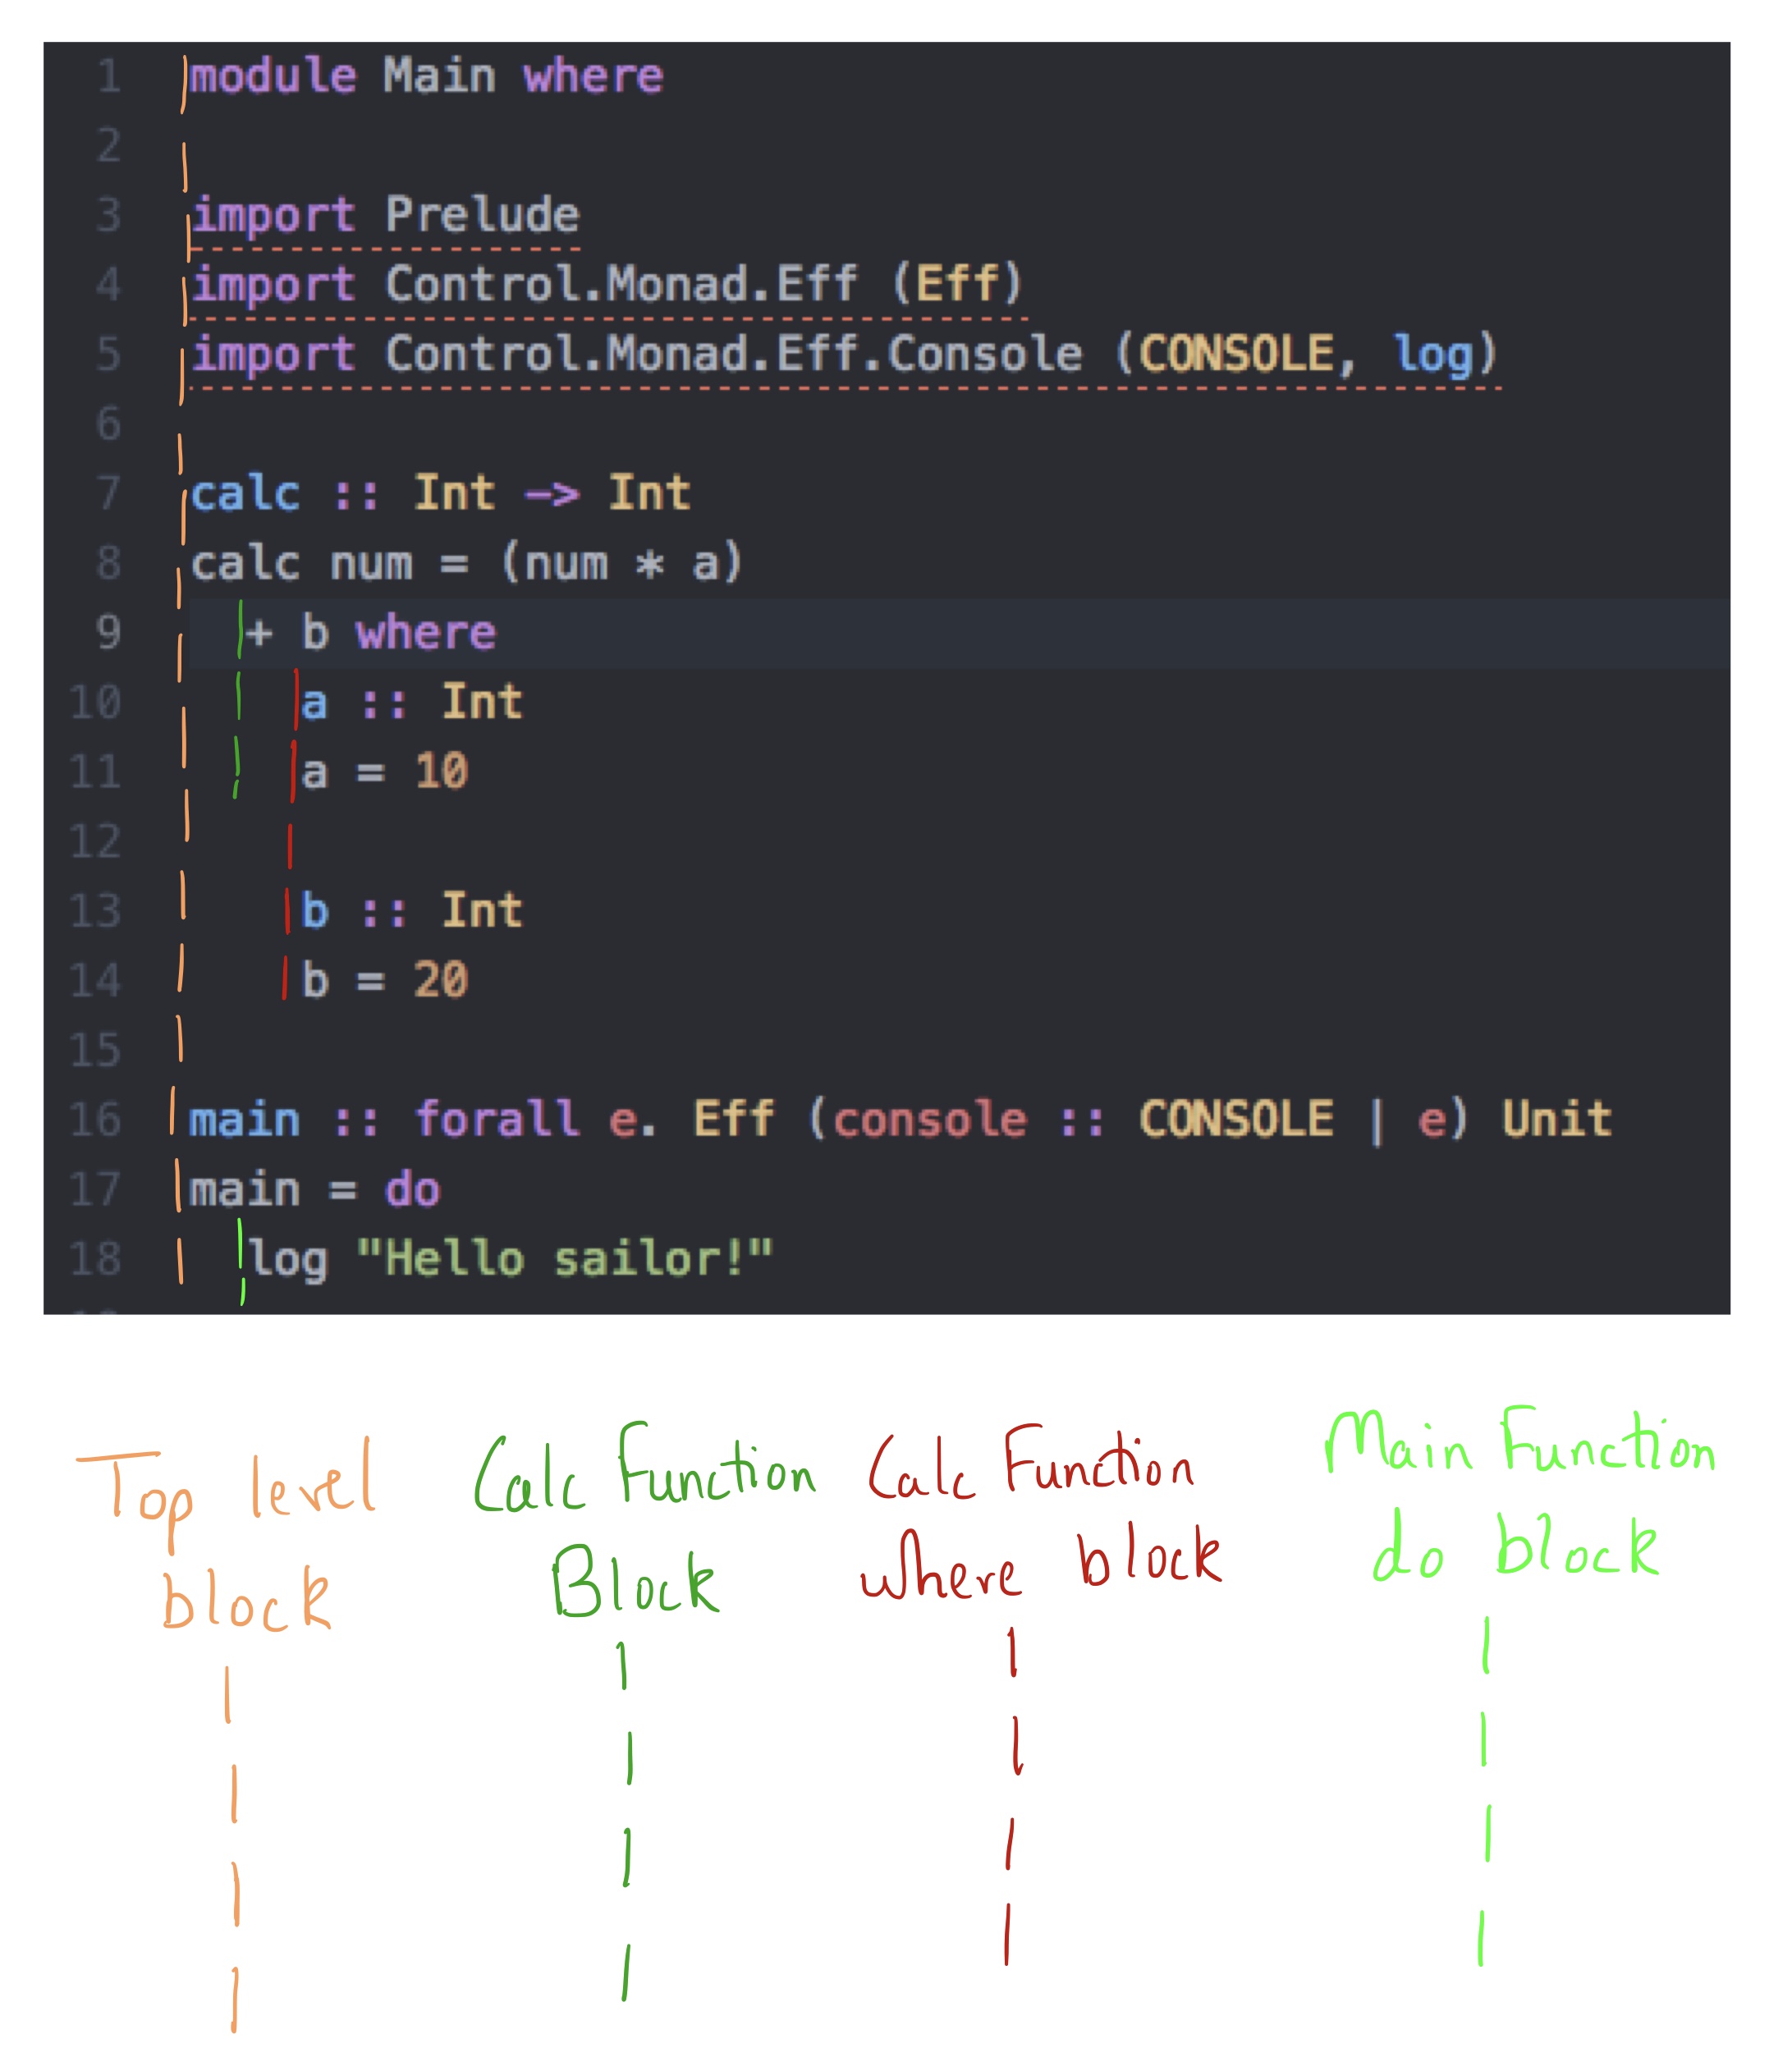 1 module Main where
2
3 import Prelude
4 import Control.Monad.Eff (Eff)
5 import Control.Monad.Eff.Console (CONSOLE, log)
6
7 calc :: Int -> Int
8 calc num = (num * a)
9   + b where
10     a :: Int
11     a = 10
12
13     b :: Int
14     b = 20
15
16 main :: forall e. Eff (console :: CONSOLE | e) Unit
17 main = do
18   log "Hello sailor!"
Top level
block
Calc Function
Block
Calc Function
where block
Main Function
do block